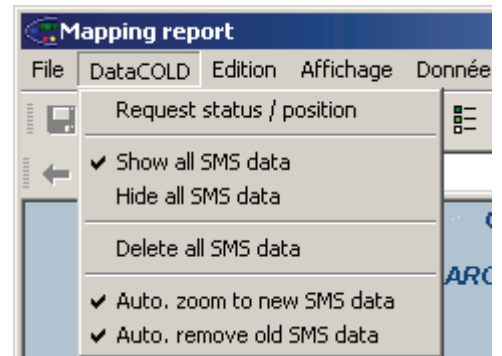 Mapping report
File DataCOLD Edition Affichage Donnée
Request status / position
Show all SMS data
Hide all SMS data
Delete all SMS data
Auto. zoom to new SMS data
Auto. remove old SMS data